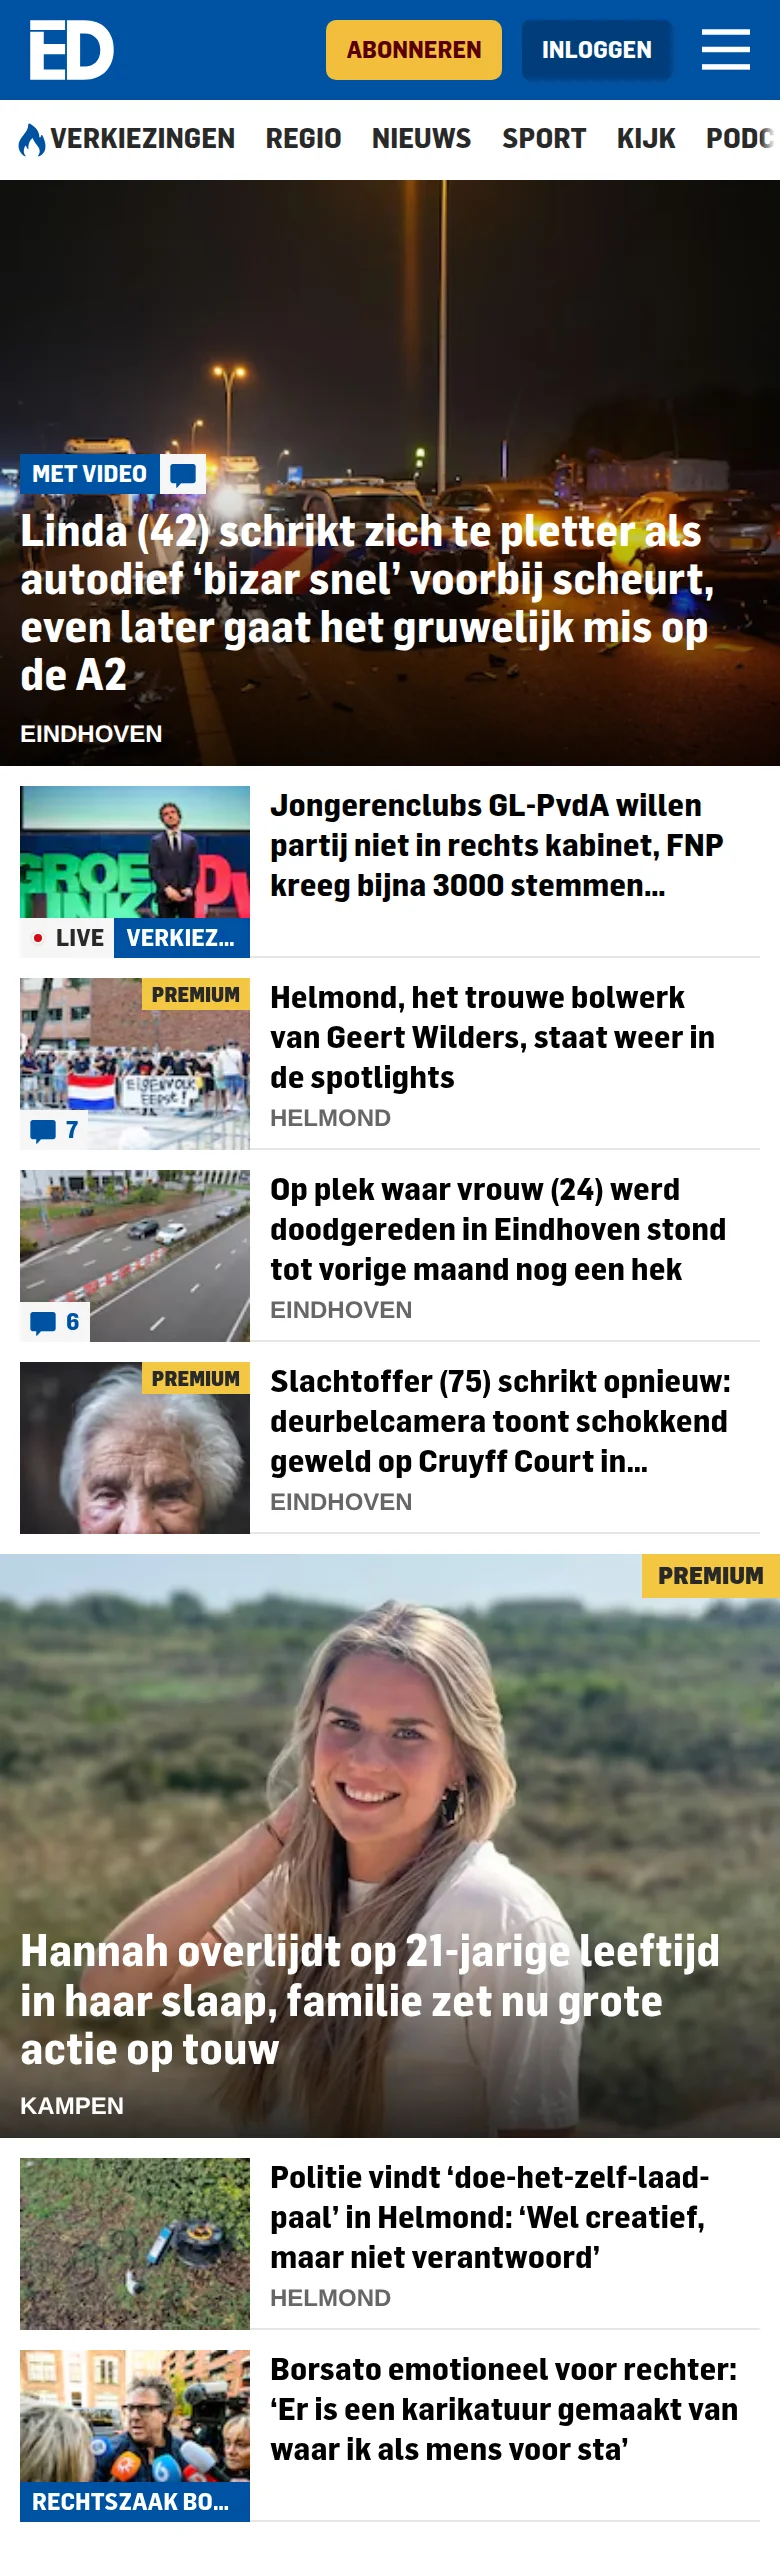 ED
ABONNEREN
INLOGGEN
VERKIEZINGEN REGIO NIEUWS SPORT KIJK PODC
MET VIDEO
Linda (42) schrikt zich te pletter als
autodief ‘bizar snel’ voorbij scheurt,
even later gaat het gruwelijk mis op
de A2
EINDHOVEN
GROE
LINK
PV
LIVE
VERKIEZ...
Jongerenclubs GL-PvdA willen
partij niet in rechts kabinet, FNP
kreeg bijna 3000 stemmen...
PREMIUM
EIGEN VOLK
EERST!
7
Helmond, het trouwe bolwerk
van Geert Wilders, staat weer in
de spotlights
HELMOND
6
Op plek waar vrouw (24) werd
doodgereden in Eindhoven stond
tot vorige maand nog een hek
EINDHOVEN
PREMIUM
Slachtoffer (75) schrikt opnieuw:
deurbelcamera toont schokkend
geweld op Cruyff Court in...
EINDHOVEN
PREMIUM
Hannah overlijdt op 21-jarige leeftijd
in haar slaap, familie zet nu grote
actie op touw
KAMPEN
Politie vindt ‘doe-het-zelf-laad-
paal’ in Helmond: ‘Wel creatief,
maar niet verantwoord’
HELMOND
RECHTSZAAK BO...
Borsato emotioneel voor rechter:
‘Er is een karikatuur gemaakt van
waar ik als mens voor sta’